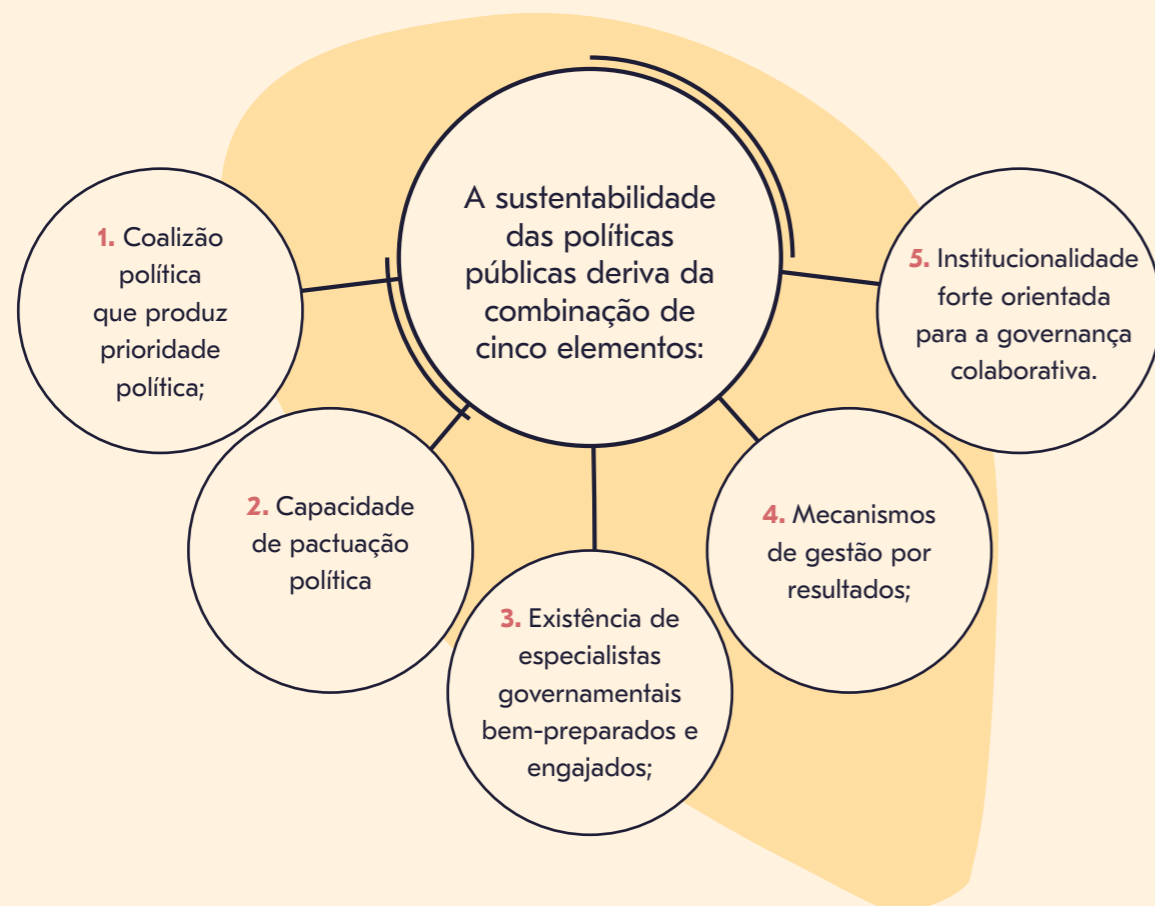 A sustentabilidade
das políticas
públicas deriva da
combinação de
cinco elementos:
1. Coalizão
política
que produz
prioridade
política;
2. Capacidade
de pactuação
política
3. Existência de
especialistas
governamentais
bem-preparados e
engajados;
4. Mecanismos
de gestão por
resultados;
5. Institucionalidade
forte orientada
para a governança
colaborativa.